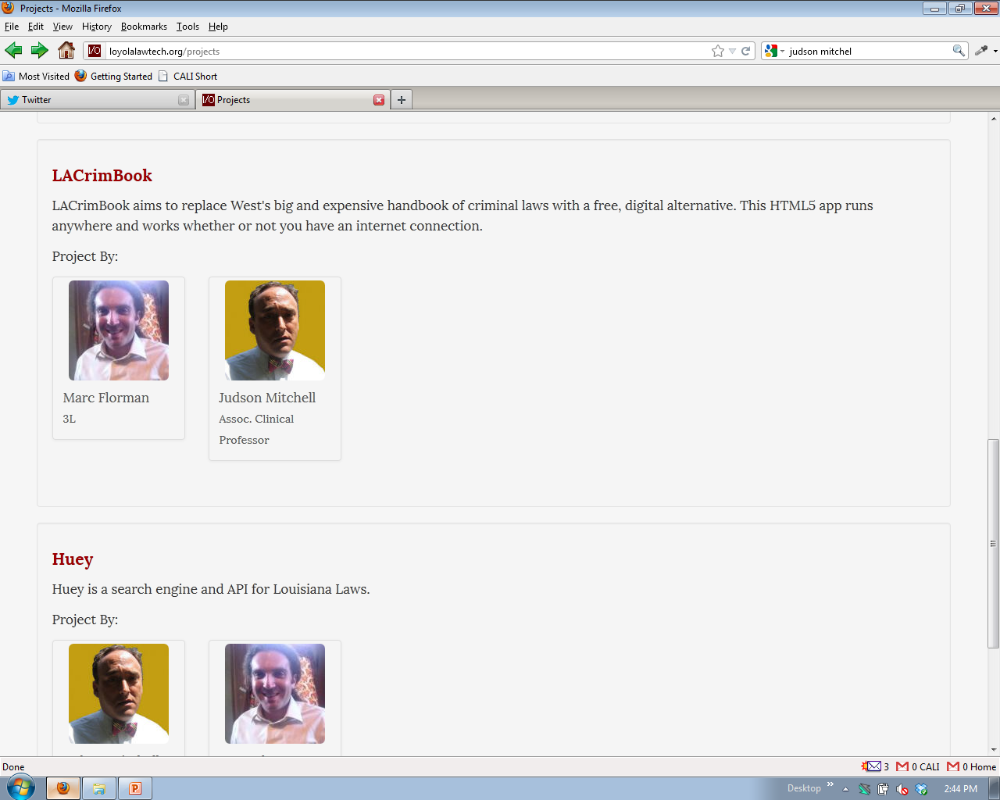 Projects - Mozilla Firefox
File Edit View History Bookmarks Tools Help
I/O loyolalawtech.org/projects judson mitchel
Most Visited Getting Started CALI Short
Twitter I/O Projects
LACrimBook
LACrimBook aims to replace West's big and expensive handbook of criminal laws with a free, digital alternative. This HTML5 app runs
anywhere and works whether or not you have an internet connection.
Project By:
Marc Florman
3L
Judson Mitchell
Assoc. Clinical
Professor
Huey
Huey is a search engine and API for Louisiana Laws.
Project By:
Done 3 0 CALI 0 Home
Desktop 2:44 PM